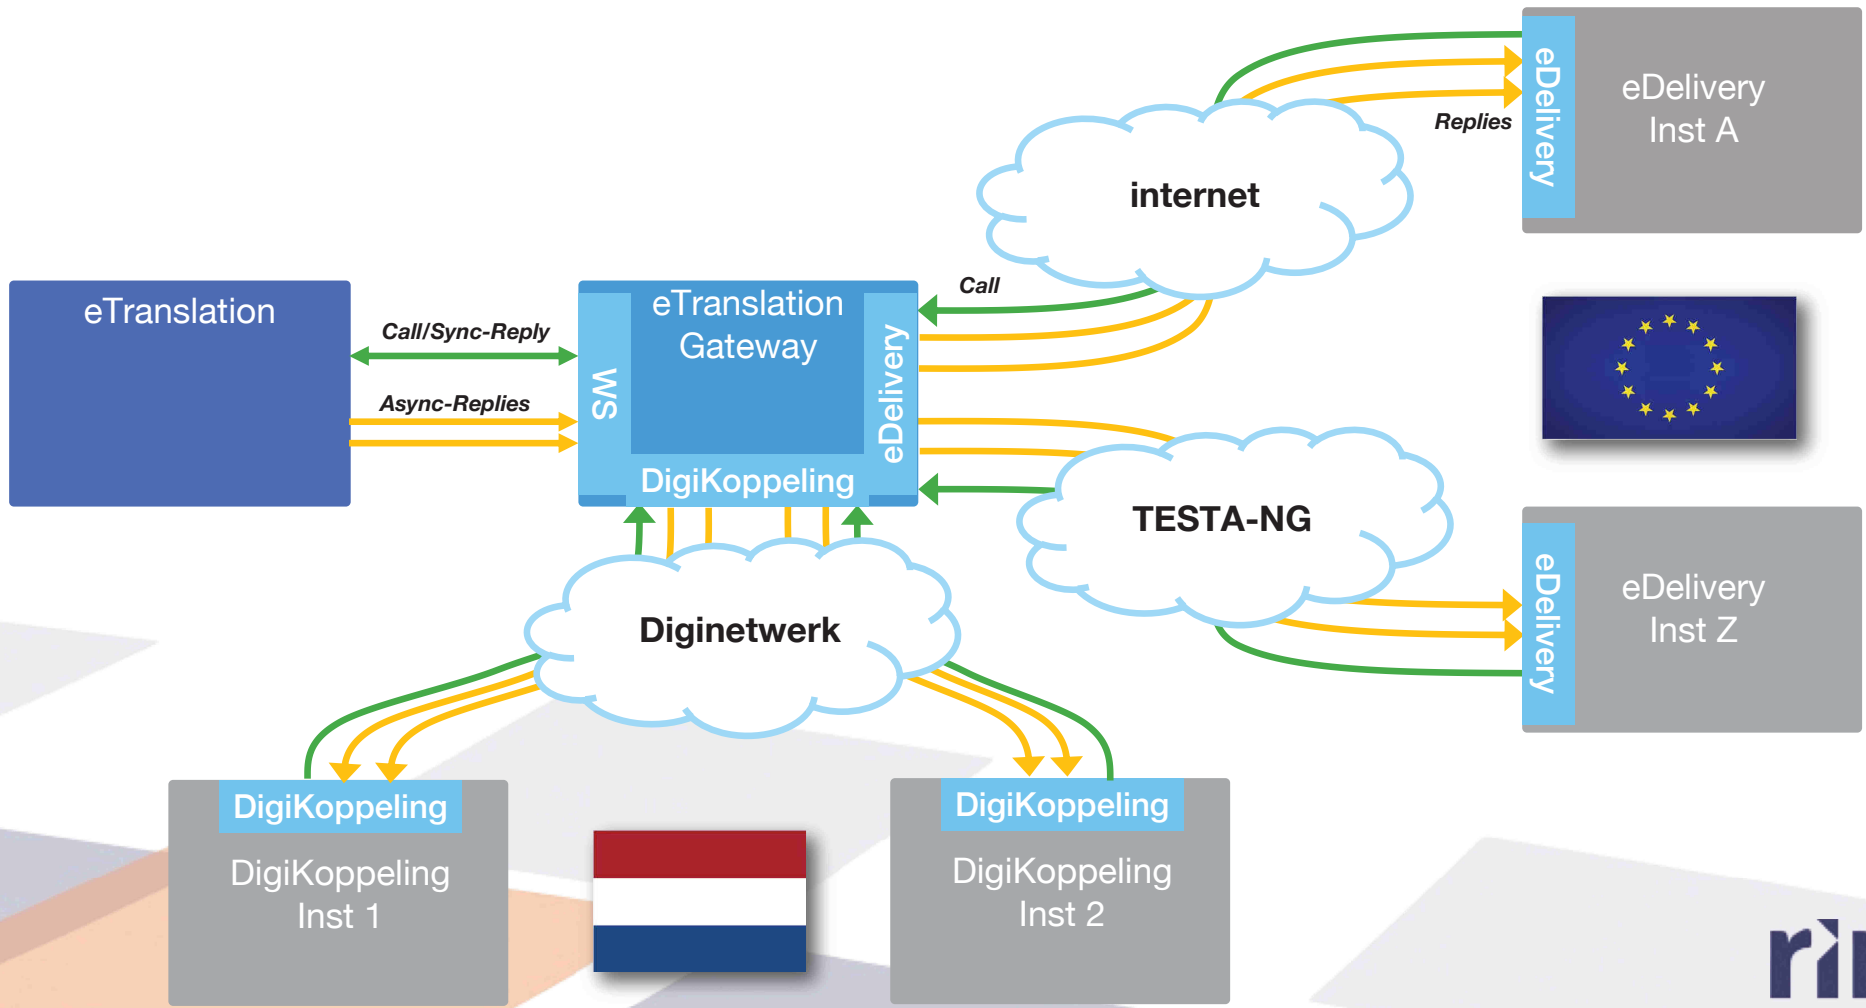 eDelivery
eDelivery
Inst A
Replies
internet
eTranslation
Call/Sync-Reply
Async-Replies
WS
eTranslation
Gateway
eDelivery
DigiKoppeling
Call
TESTA-NG
eDelivery
eDelivery
Inst Z
Diginetwerk
DigiKoppeling
DigiKoppeling
Inst 1
DigiKoppeling
DigiKoppeling
Inst 2